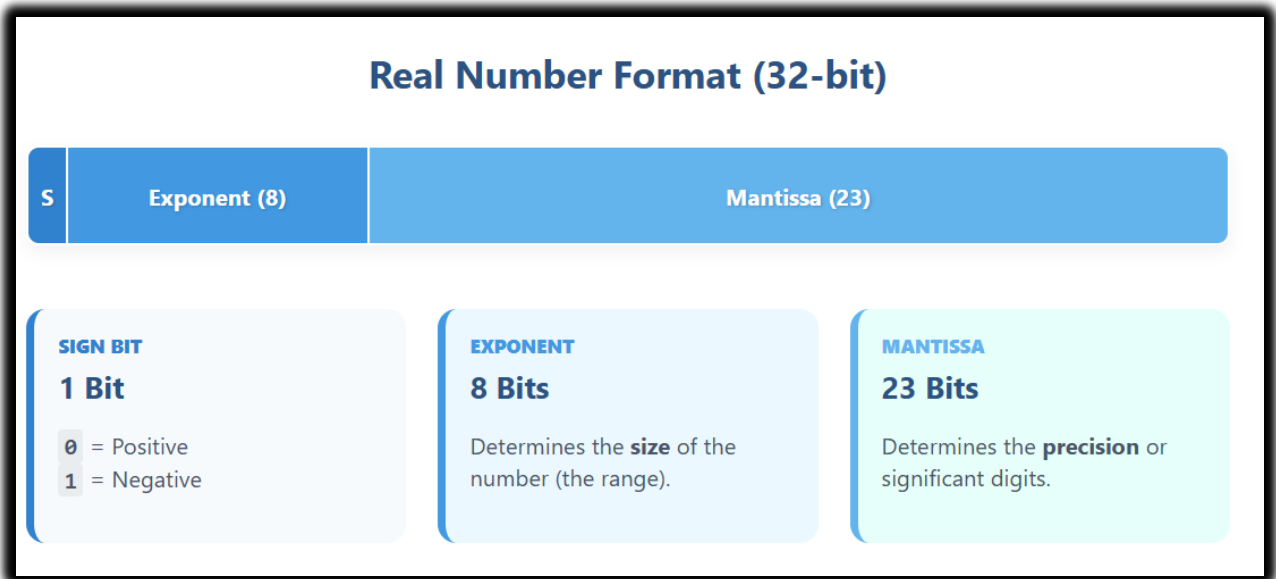 Real Number Format (32-bit)
S
Exponent (8)
Mantissa (23)
SIGN BIT
1 Bit
0 = Positive
1 = Negative
EXPONENT
8 Bits
Determines the size of the
number (the range).
MANTISSA
23 Bits
Determines the precision or
significant digits.